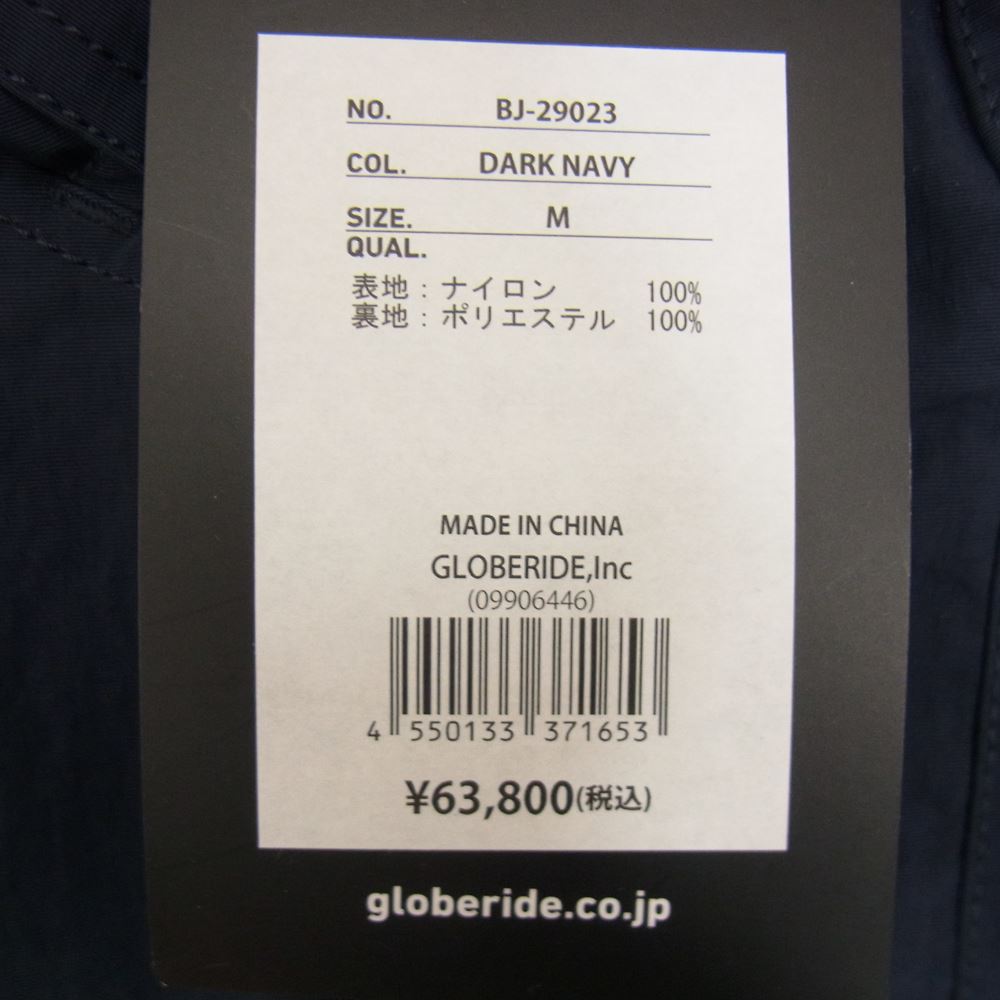 NO. BJ-29023
COL. DARK NAVY
SIZE. M
QUAL.
表地：ナイロン 100%
裏地：ポリエステル 100%
MADE IN CHINA
GLOBERIDE,Inc
(09906446)
4 550133 371653
¥63,800(税込)
globeride.co.jp